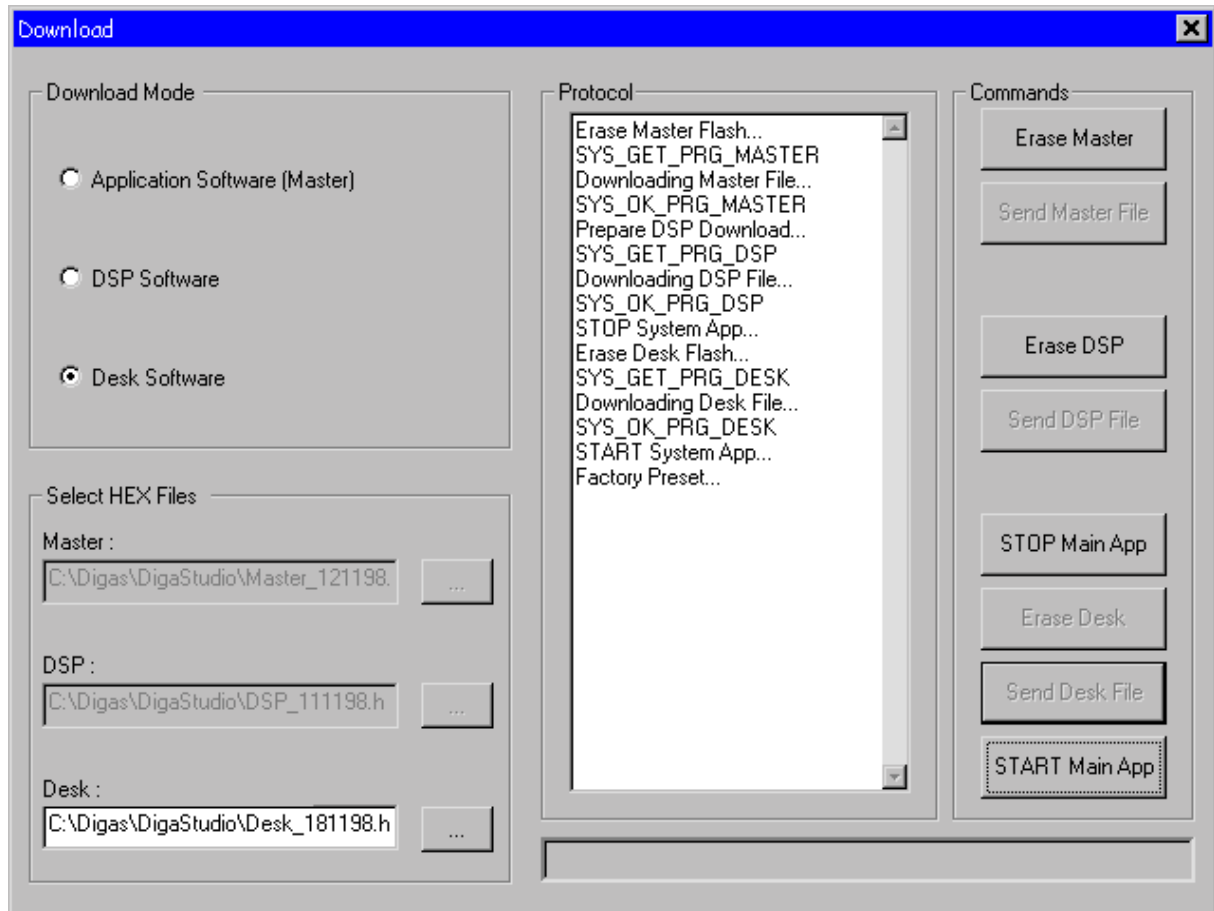 Download
Download Mode
Application Software (Master)
DSP Software
Desk Software
Select HEX Files
Master :
C:\Digas\DigaStudio\Master_121198.
...
DSP :
C:\Digas\DigaStudio\DSP_111198.h
...
Desk :
C:\Digas\DigaStudio\Desk_181198.h
...
Protocol
Erase Master Flash...
SYS_GET_PRG_MASTER
Downloading Master File...
SYS_OK_PRG_MASTER
Prepare DSP Download...
SYS_GET_PRG_DSP
Downloading DSP File...
SYS_OK_PRG_DSP
STOP System App...
Erase Desk Flash...
SYS_GET_PRG_DESK
Downloading Desk File...
SYS_OK_PRG_DESK
START System App...
Factory Preset...
Commands
Erase Master
Send Master File
Erase DSP
Send DSP File
STOP Main App
Erase Desk
Send Desk File
START Main App